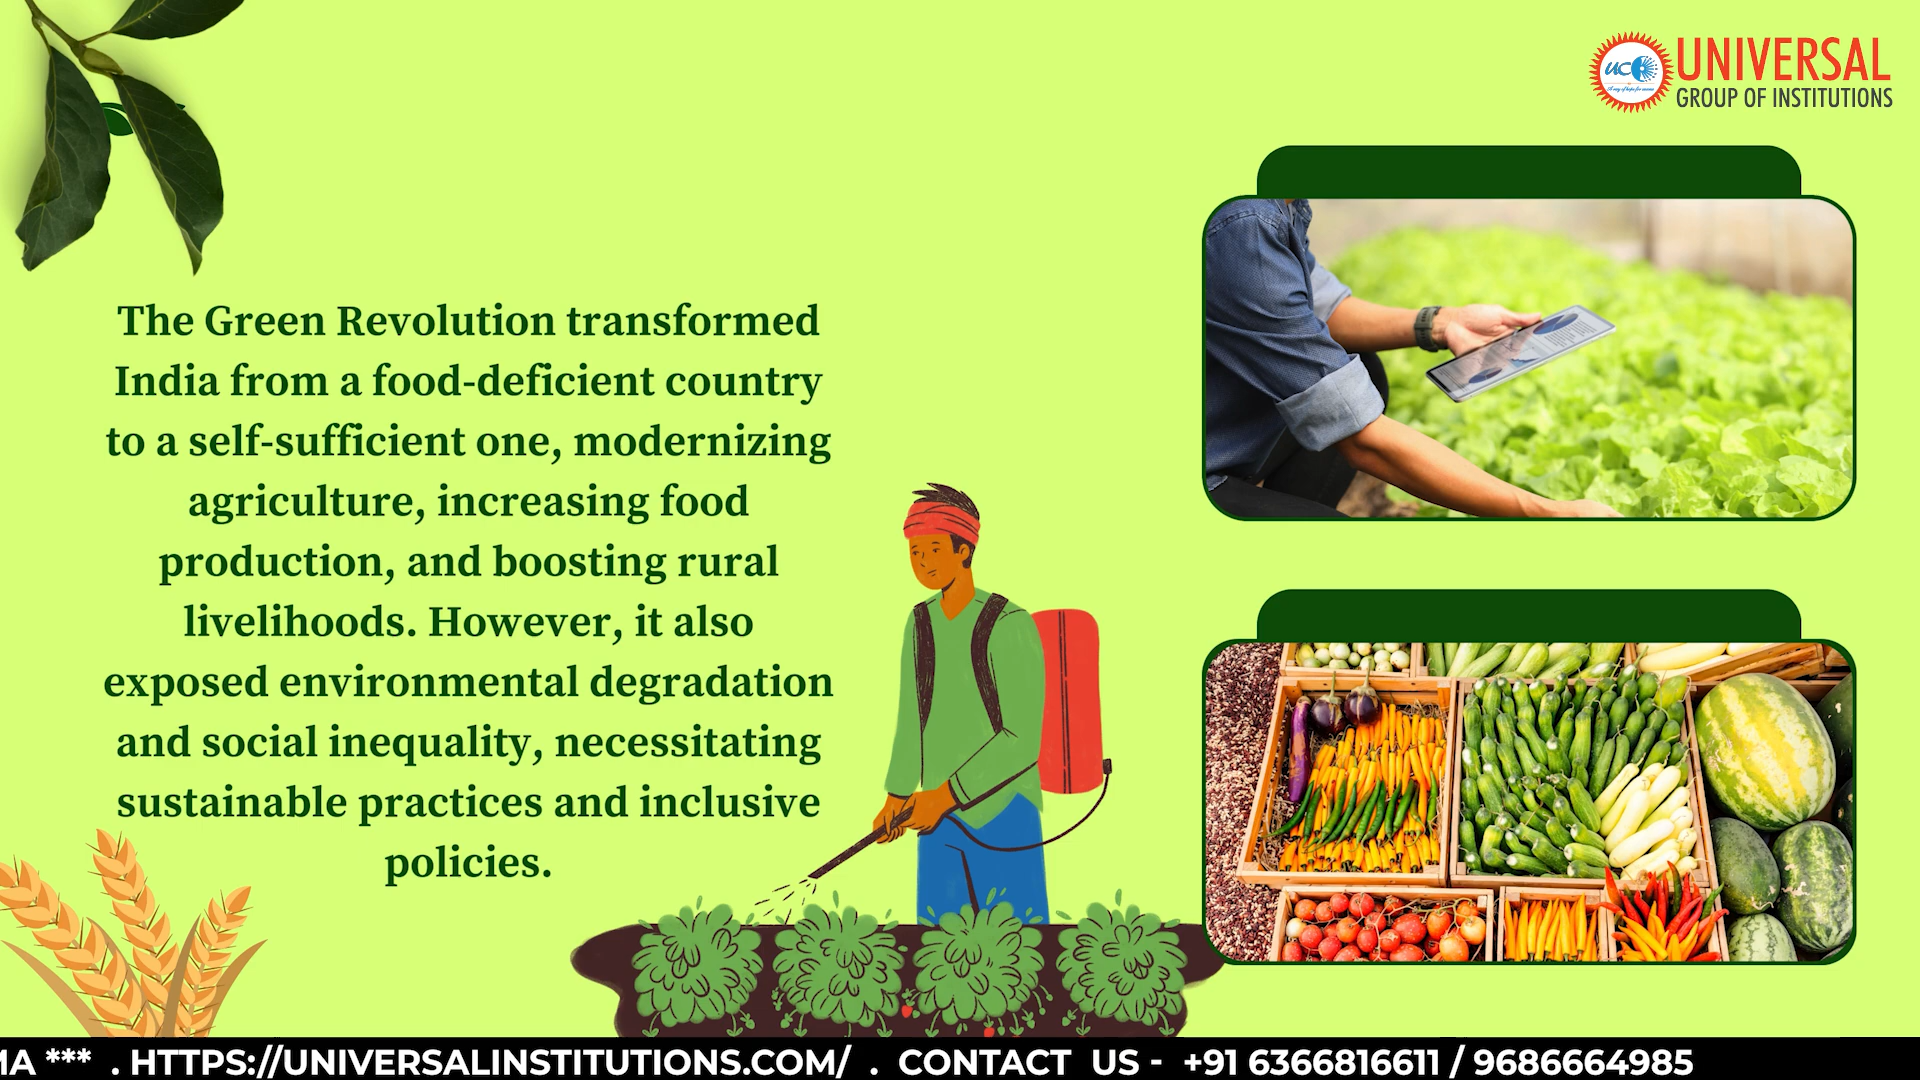 UNIVERSAL
GROUP OF INSTITUTIONS
UC
The Green Revolution transformed
India from a food-deficient country
to a self-sufficient one, modernizing
agriculture, increasing food
production, and boosting rural
livelihoods. However, it also
exposed environmental degradation
and social inequality, necessitating
sustainable practices and inclusive
policies.
MA *** . HTTPS://UNIVERSALINSTITUTIONS.COM/ . CONTACT US - +91 6366816611 / 9686664985